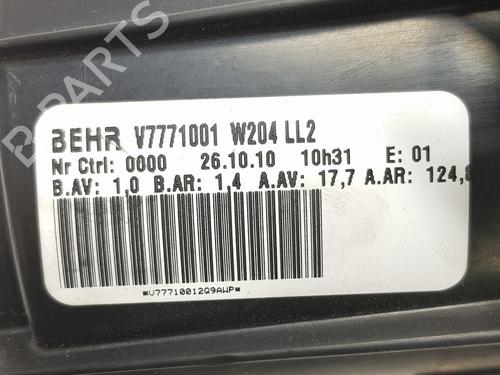 B-PARTS
BEHR V7771001 W204 LL2
Nr Ctrl: 0000 26.10.10 10h31 E: 01
B.AV: 1,0 B.AR: 1,4 A.AV: 17,7 A.AR: 124,8
*V77710012Q9AWP*